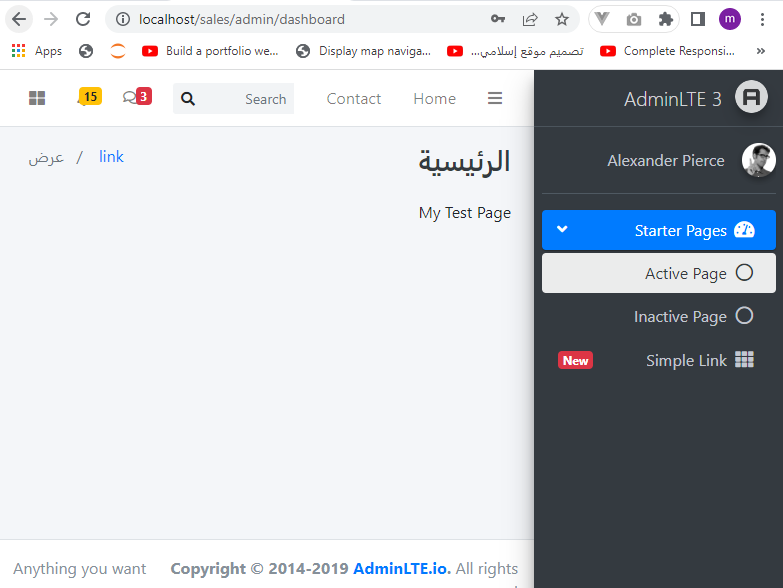 localhost/sales/admin/dashboard
m
Apps
Build a portfolio we...
Display map naviga...
تصميم موقع إسلامي...
Complete Responsi...
»
15
3
Search
Contact
Home
AdminLTE 3
Alexander Pierce
Starter Pages
Active Page
Inactive Page
Simple Link
New
الرئيسية
link / عرض
My Test Page
Copyright © 2014-2019 AdminLTE.io. All rights
Anything you want